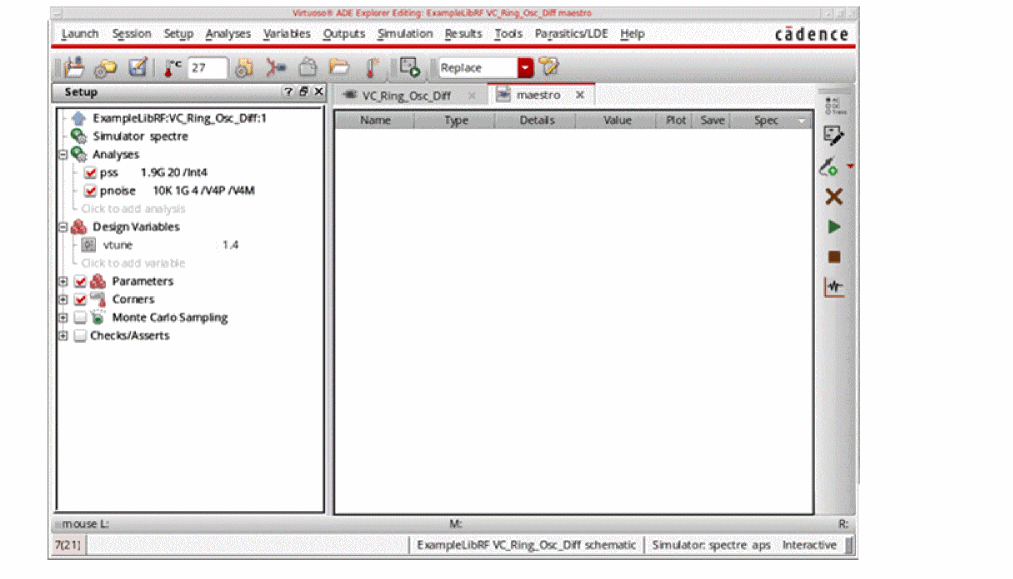 Virtuoso® ADE Explorer Editing: ExampleLibRF VC_Ring_Osc_Diff maestro
Launch Session Setup Analyses Variables Outputs Simulation Results Tools Parasitics/LDE Help cādence
°C 27 Replace
Setup ? X
VC_Ring_Osc_Diff × maestro X
Name Type Details Value Plot Save Spec
ExampleLibRF:VC_Ring_Osc_Diff:1
Simulator spectre
Analyses
pss 1.9G 20 /Int4
pnoise 10K 1G 4 /V4P /V4M
Click to add analysis
Design Variables
vtune 1.4
Click to add variable
Parameters
Corners
Monte Carlo Sampling
Checks/Asserts
mouse L: M: R:
7(21) ExampleLibRF VC_Ring_Osc_Diff schematic Simulator: spectre aps Interactive